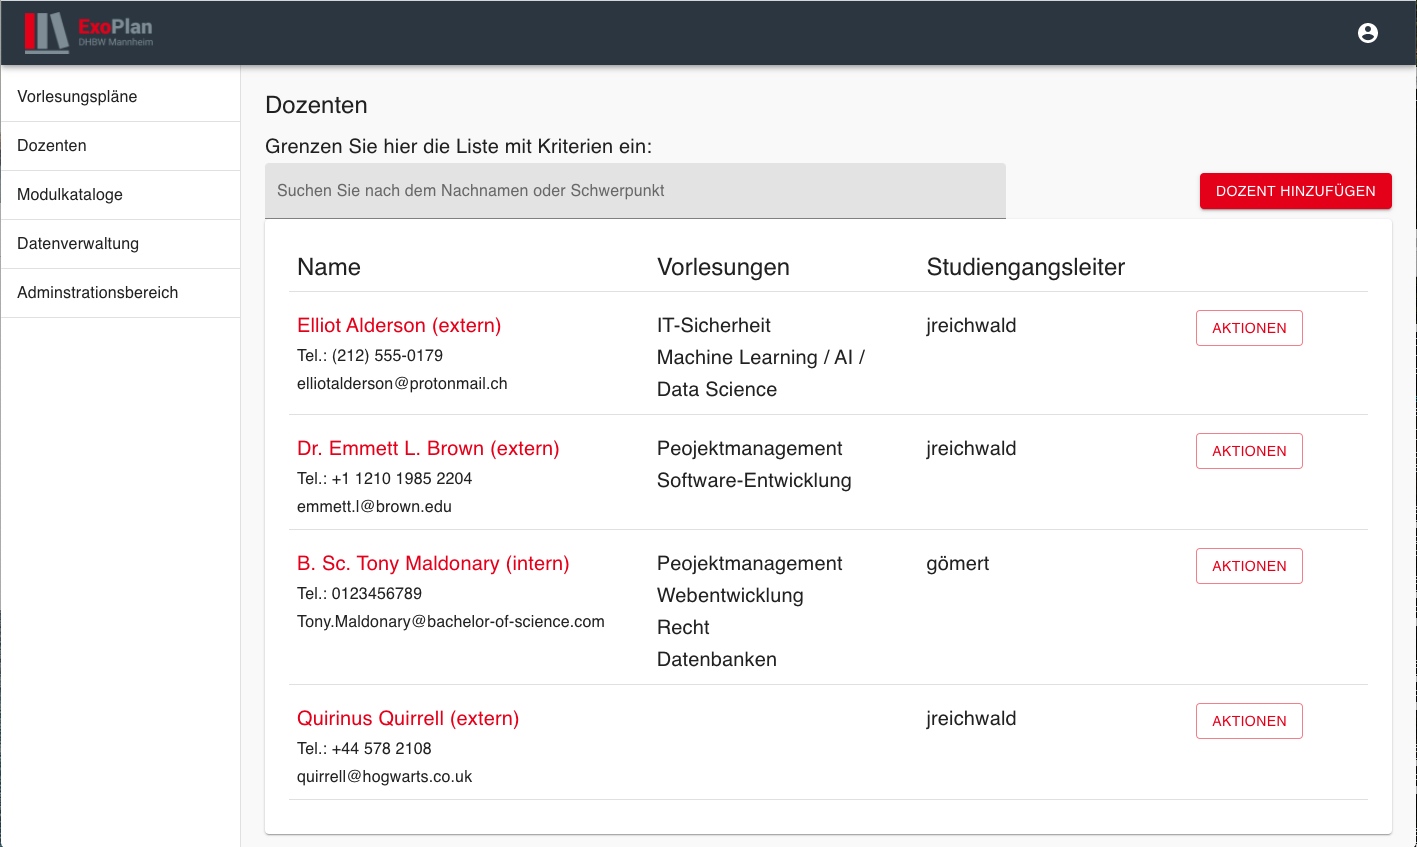 ExoPlan
DHBW Mannheim
Vorlesungspläne
Dozenten
Modulkataloge
Datenverwaltung
Adminstrationsbereich
Dozenten
Grenzen Sie hier die Liste mit Kriterien ein:
Suchen Sie nach dem Nachnamen oder Schwerpunkt
DOZENT HINZUFÜGEN
Name Vorlesungen Studiengangsleiter
Elliot Alderson (extern) IT-Sicherheit jreichwald AKTIONEN
Tel.: (212) 555-0179 Machine Learning / AI /
elliotalderson@protonmail.ch Data Science
Dr. Emmett L. Brown (extern) Peojektmanagement jreichwald AKTIONEN
Tel.: +1 1210 1985 2204 Software-Entwicklung
emmett.l@brown.edu
B. Sc. Tony Maldonary (intern) Peojektmanagement gömert AKTIONEN
Tel.: 0123456789 Webentwicklung
Tony.Maldonary@bachelor-of-science.com Recht
Datenbanken
Quirinus Quirrell (extern) jreichwald AKTIONEN
Tel.: +44 578 2108
quirrell@hogwarts.co.uk